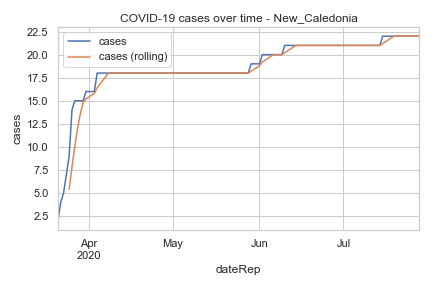 COVID-19 cases over time - New_Caledonia
22.5
20.0
17.5
15.0
12.5
10.0
7.5
5.0
2.5
cases
cases
cases (rolling)
Apr
2020
May
Jun
Jul
dateRep